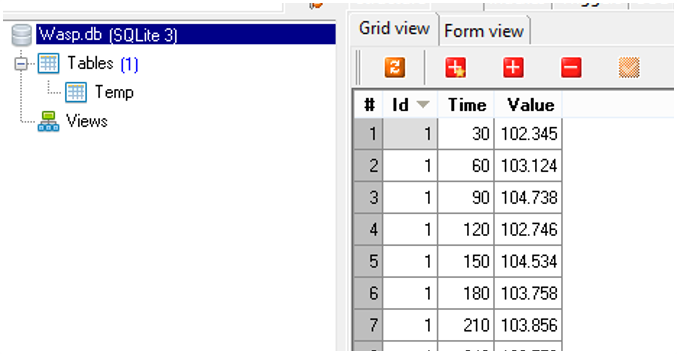 Wasp.db (SQLite 3)
Tables (1)
Temp
Views
Grid view Form view
# Id Time Value
1 1 30 102.345
2 1 60 103.124
3 1 90 104.738
4 1 120 102.746
5 1 150 104.534
6 1 180 103.758
7 1 210 103.856